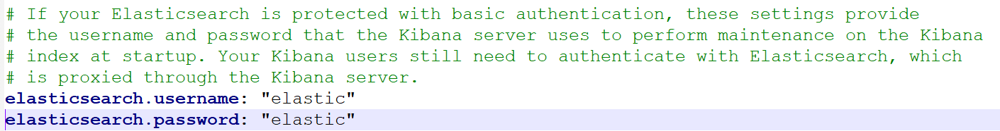 # If your Elasticsearch is protected with basic authentication, these settings provide
# the username and password that the Kibana server uses to perform maintenance on the Kibana
# index at startup. Your Kibana users still need to authenticate with Elasticsearch, which
# is proxied through the Kibana server.
elasticsearch.username: "elastic"
elasticsearch.password: "elastic"